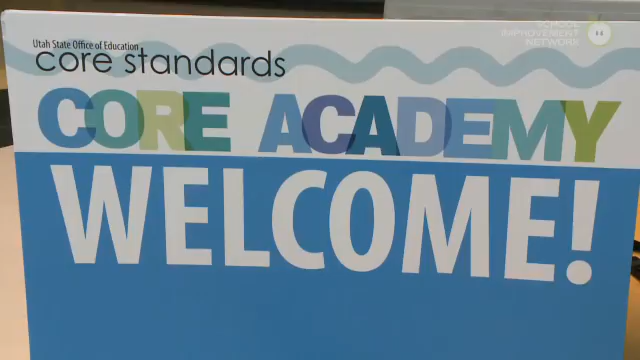 Utah State Office of Education
core standards
CORE ACADEMY
WELCOME!
SCHOOL
IMPROVEMENT
NETWORK